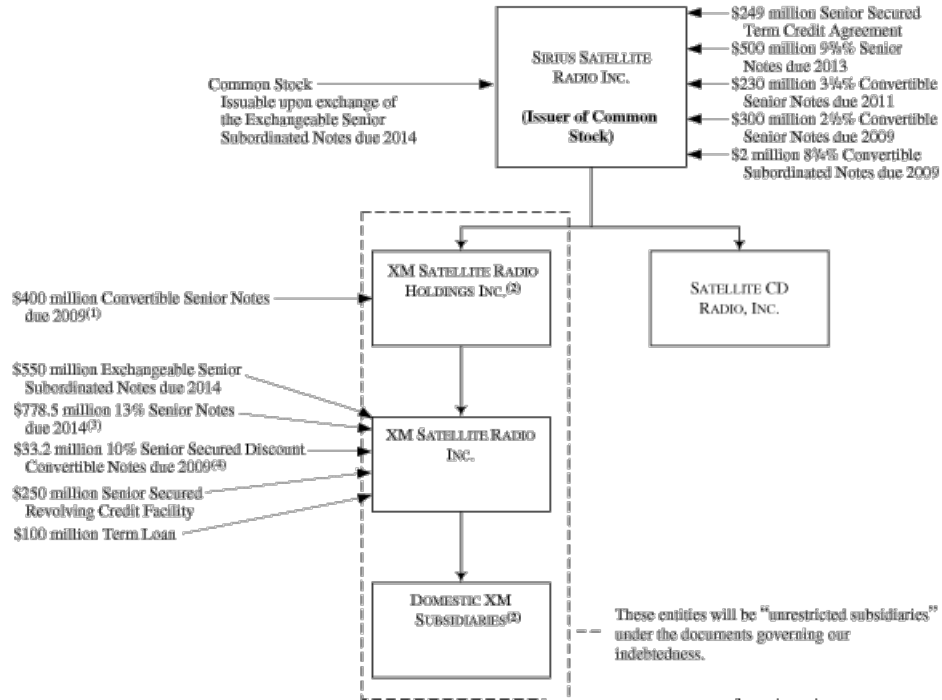 $249 million Senior Secured
Term Credit Agreement
$500 million 9⅝% Senior
Notes due 2013
$230 million 3¼% Convertible
Senior Notes due 2011
$300 million 2½% Convertible
Senior Notes due 2009
$2 million 8¾% Convertible
Subordinated Notes due 2009
SIRIUS SATELLITE
RADIO INC.
(Issuer of Common
Stock)
Common Stock
Issuable upon exchange of
the Exchangeable Senior
Subordinated Notes due 2014
XM SATELLITE RADIO
HOLDINGS INC.(2)
SATELLITE CD
RADIO, INC.
$400 million Convertible Senior Notes
due 2009(1)
$550 million Exchangeable Senior
Subordinated Notes due 2014
$778.5 million 13% Senior Notes
due 2014(3)
$33.2 million 10% Senior Secured Discount
Convertible Notes due 2009(4)
$250 million Senior Secured
Revolving Credit Facility
$100 million Term Loan
XM SATELLITE RADIO
INC.
DOMESTIC XM
SUBSIDIARIES(2)
These entities will be “unrestricted subsidiaries”
under the documents governing our
indebtedness.